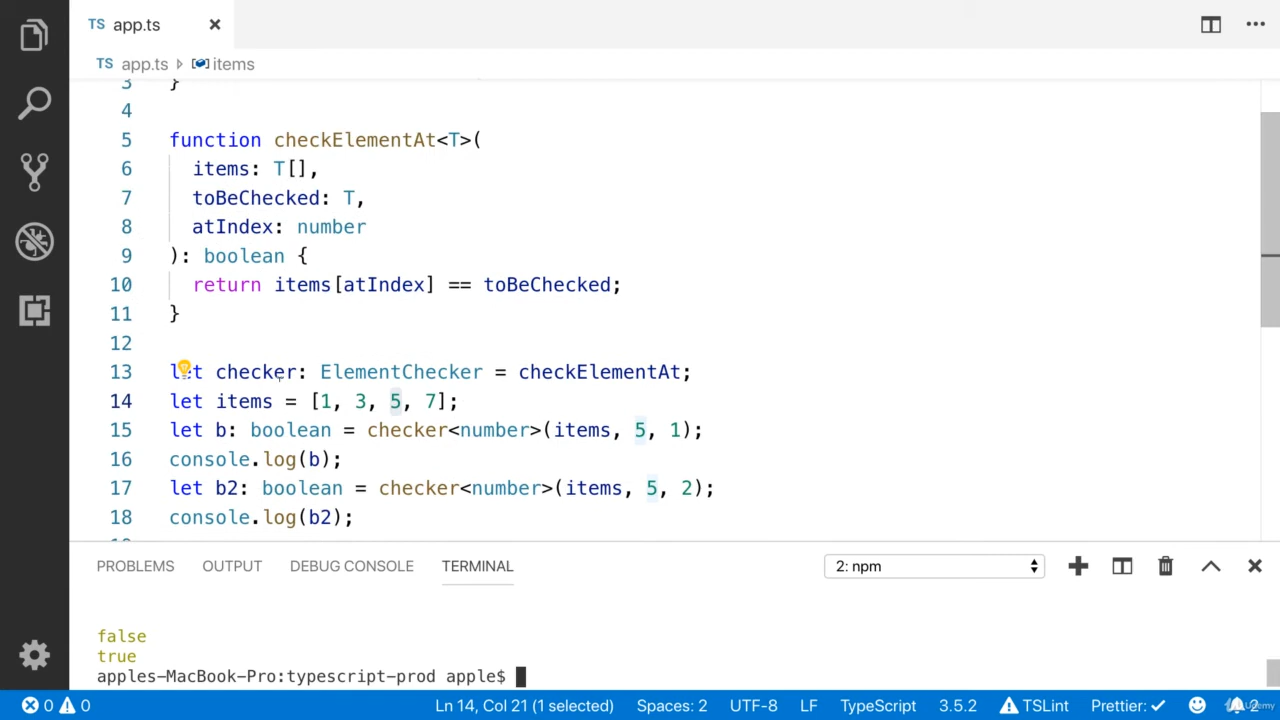 TS app.ts
TS app.ts items
3 }
4
5 function checkElementAt<T>(
6 items: T[],
7 toBeChecked: T,
8 atIndex: number
9 ): boolean {
10 return items[atIndex] == toBeChecked;
11 }
12
13 let checker: ElementChecker = checkElementAt;
14 let items = [1, 3, 5, 7];
15 let b: boolean = checker<number>(items, 5, 1);
16 console.log(b);
17 let b2: boolean = checker<number>(items, 5, 2);
18 console.log(b2);
PROBLEMS OUTPUT DEBUG CONSOLE TERMINAL 2: npm
false
true
apples-MacBook-Pro:typescript-prod apple$
0 0 Ln 14, Col 21 (1 selected) Spaces: 2 UTF-8 LF TypeScript 3.5.2 TSLint Prettier: 2